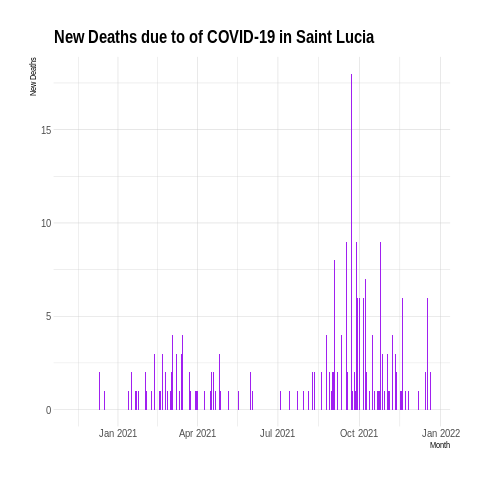 New Deaths due to of COVID-19 in Saint Lucia
New Deaths
15
10
5
0
Jan 2021 Apr 2021 Jul 2021 Oct 2021 Jan 2022
Month